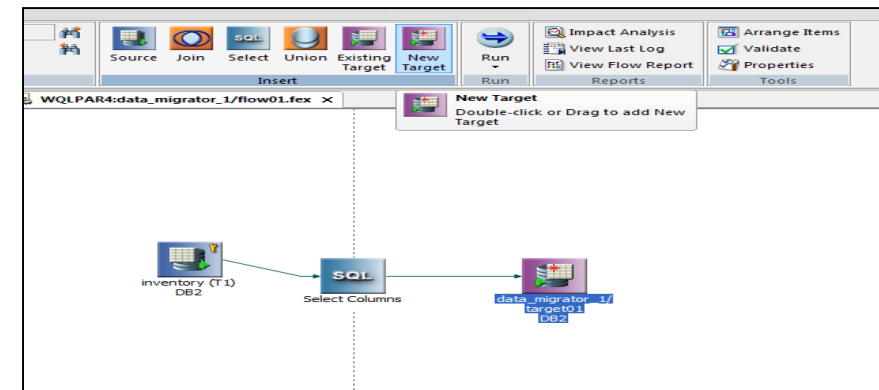 SQL
Source Join Select Union Existing Target New Target
Insert
Run
Run
Impact Analysis
View Last Log
View Flow Report
Reports
Arrange Items
Validate
Properties
Tools
WQLPAR4:data_migrator_1/flow01.fex ×
New Target
Double-click or Drag to add New
Target
inventory (T1)
DB2
SQL
Select Columns
data_migrator_1/
target01
DB2